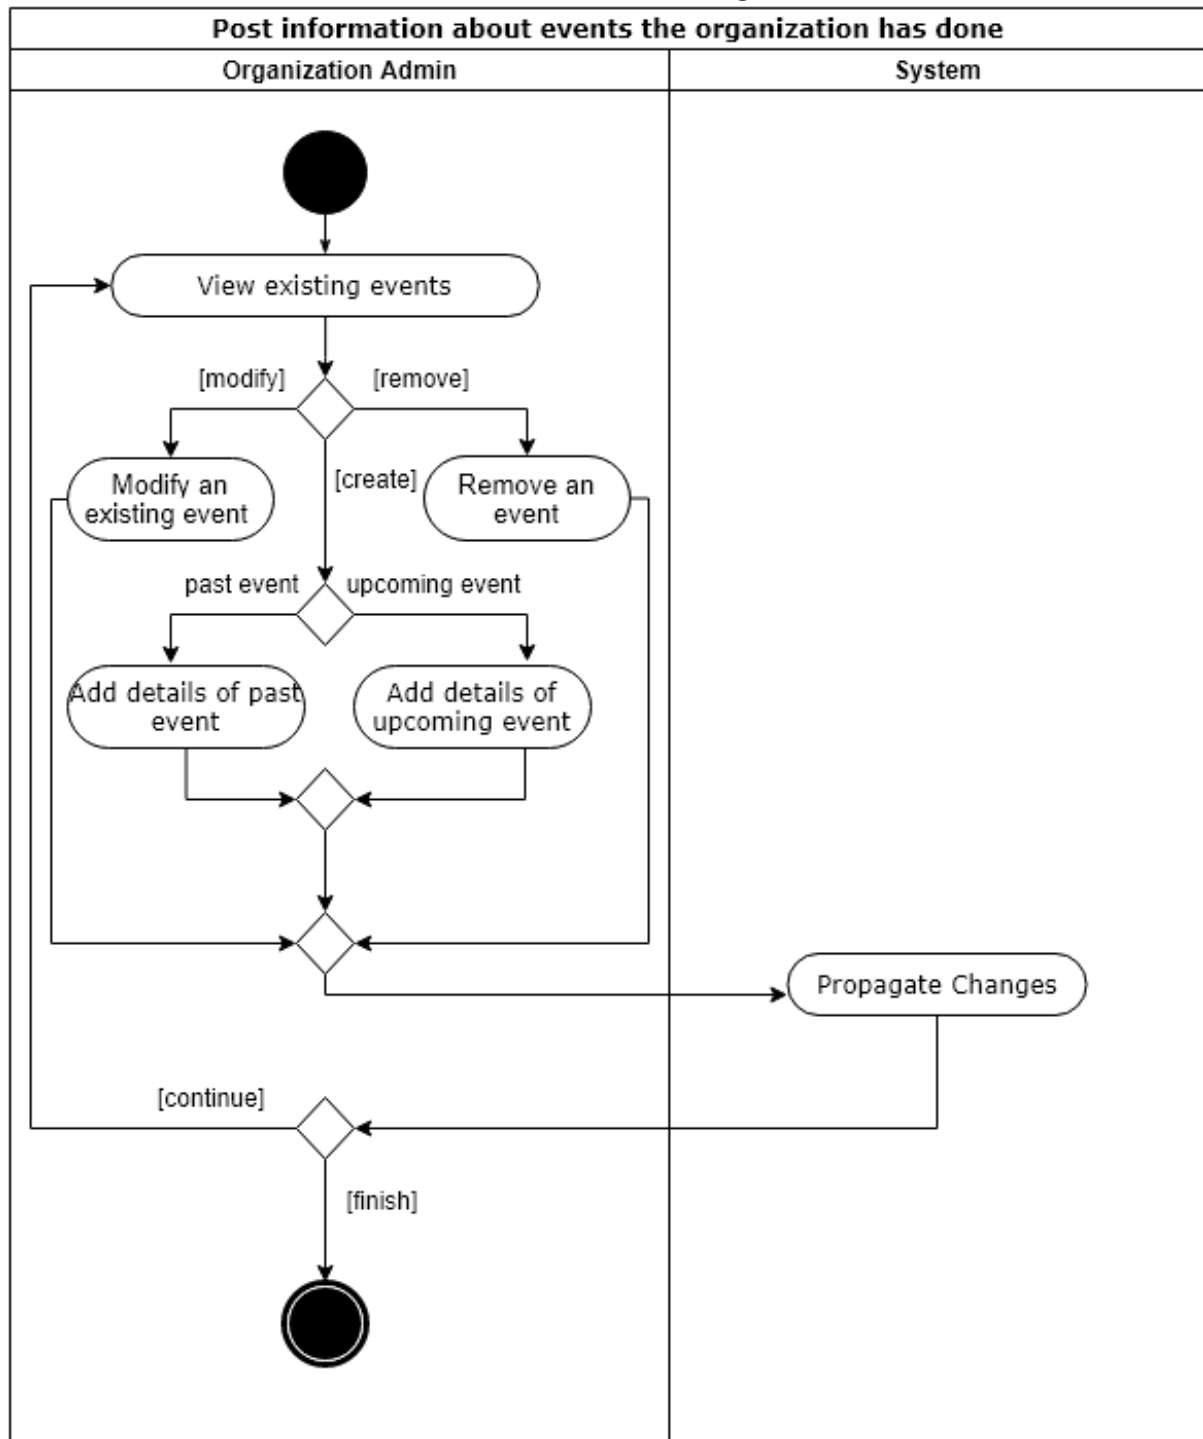 Post information about events the organization has done
Organization Admin
System
View existing events
[modify]
[remove]
Modify an
existing event
[create]
Remove an
event
past event
upcoming event
Add details of past
event
Add details of
upcoming event
Propagate Changes
[continue]
[finish]